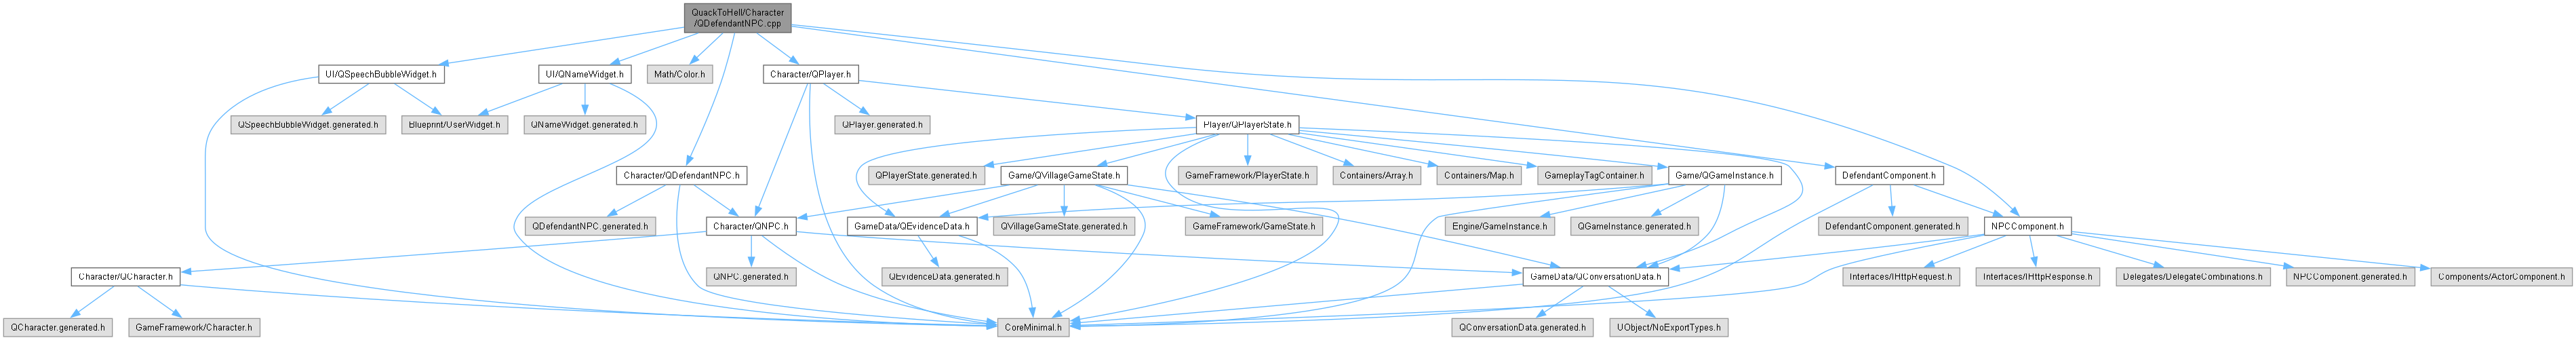 QuackToHell/Character
/QDefendantNPC.cpp
UI/QSpeechBubbleWidget.h
UI/QNameWidget.h
Math/Color.h
Character/QPlayer.h
QSpeechBubbleWidget.generated.h
Blueprint/UserWidget.h
QNameWidget.generated.h
QPlayer.generated.h
Player/QPlayerState.h
Character/QDefendantNPC.h
QPlayerState.generated.h
Game/QVillageGameState.h
GameFramework/PlayerState.h
Containers/Array.h
Containers/Map.h
GameplayTagContainer.h
Game/QGameInstance.h
DefendantComponent.h
QDefendantNPC.generated.h
Character/QNPC.h
GameData/QEvidenceData.h
QVillageGameState.generated.h
GameFramework/GameState.h
Engine/GameInstance.h
QGameInstance.generated.h
DefendantComponent.generated.h
NPCComponent.h
Character/QCharacter.h
QNPC.generated.h
QEvidenceData.generated.h
GameData/QConversationData.h
Interfaces/IHttpRequest.h
Interfaces/IHttpResponse.h
Delegates/DelegateCombinations.h
NPCComponent.generated.h
Components/ActorComponent.h
QCharacter.generated.h
GameFramework/Character.h
CoreMinimal.h
QConversationData.generated.h
UObject/NoExportTypes.h